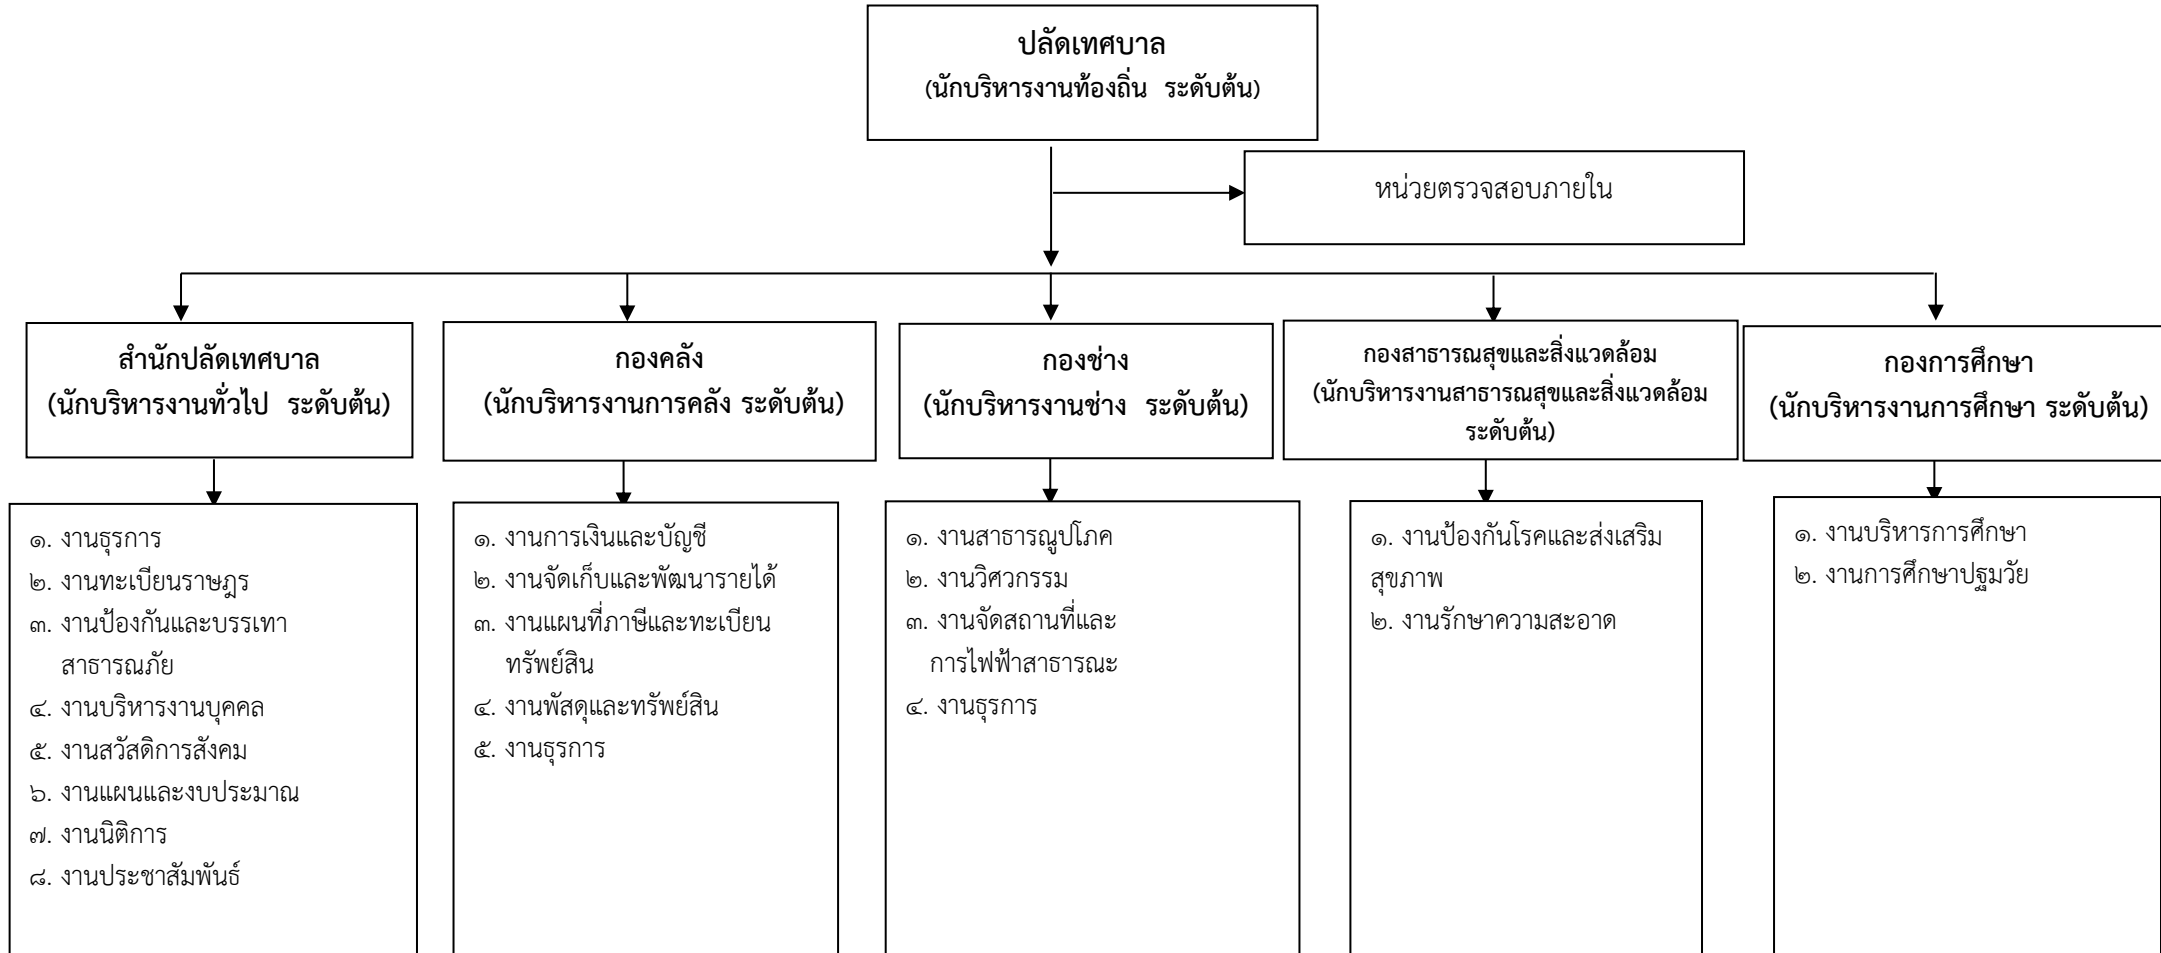 ปลัดเทศบาล
(นักบริหารงานท้องถิ่น ระดับต้น)
หน่วยตรวจสอบภายใน
สำนักปลัดเทศบาล
(นักบริหารงานทั่วไป ระดับต้น)
กองคลัง
(นักบริหารงานการคลัง ระดับต้น)
กองช่าง
(นักบริหารงานช่าง ระดับต้น)
กองสาธารณสุขและสิ่งแวดล้อม
(นักบริหารงานสาธารณสุขและสิ่งแวดล้อม
ระดับต้น)
กองการศึกษา
(นักบริหารงานการศึกษา ระดับต้น)
๑. งานธุรการ
๒. งานทะเบียนราษฎร
๓. งานป้องกันและบรรเทา
สาธารณภัย
๔. งานบริหารงานบุคคล
๕. งานสวัสดิการสังคม
๖. งานแผนและงบประมาณ
๗. งานนิติการ
๘. งานประชาสัมพันธ์
๑. งานการเงินและบัญชี
๒. งานจัดเก็บและพัฒนารายได้
๓. งานแผนที่ภาษีและทะเบียน
ทรัพย์สิน
๔. งานพัสดุและทรัพย์สิน
๕. งานธุรการ
๑. งานสาธารณูปโภค
๒. งานวิศวกรรม
๓. งานจัดสถานที่และ
การไฟฟ้าสาธารณะ
๔. งานธุรการ
๑. งานป้องกันโรคและส่งเสริม
สุขภาพ
๒. งานรักษาความสะอาด
๑. งานบริหารการศึกษา
๒. งานการศึกษาปฐมวัย